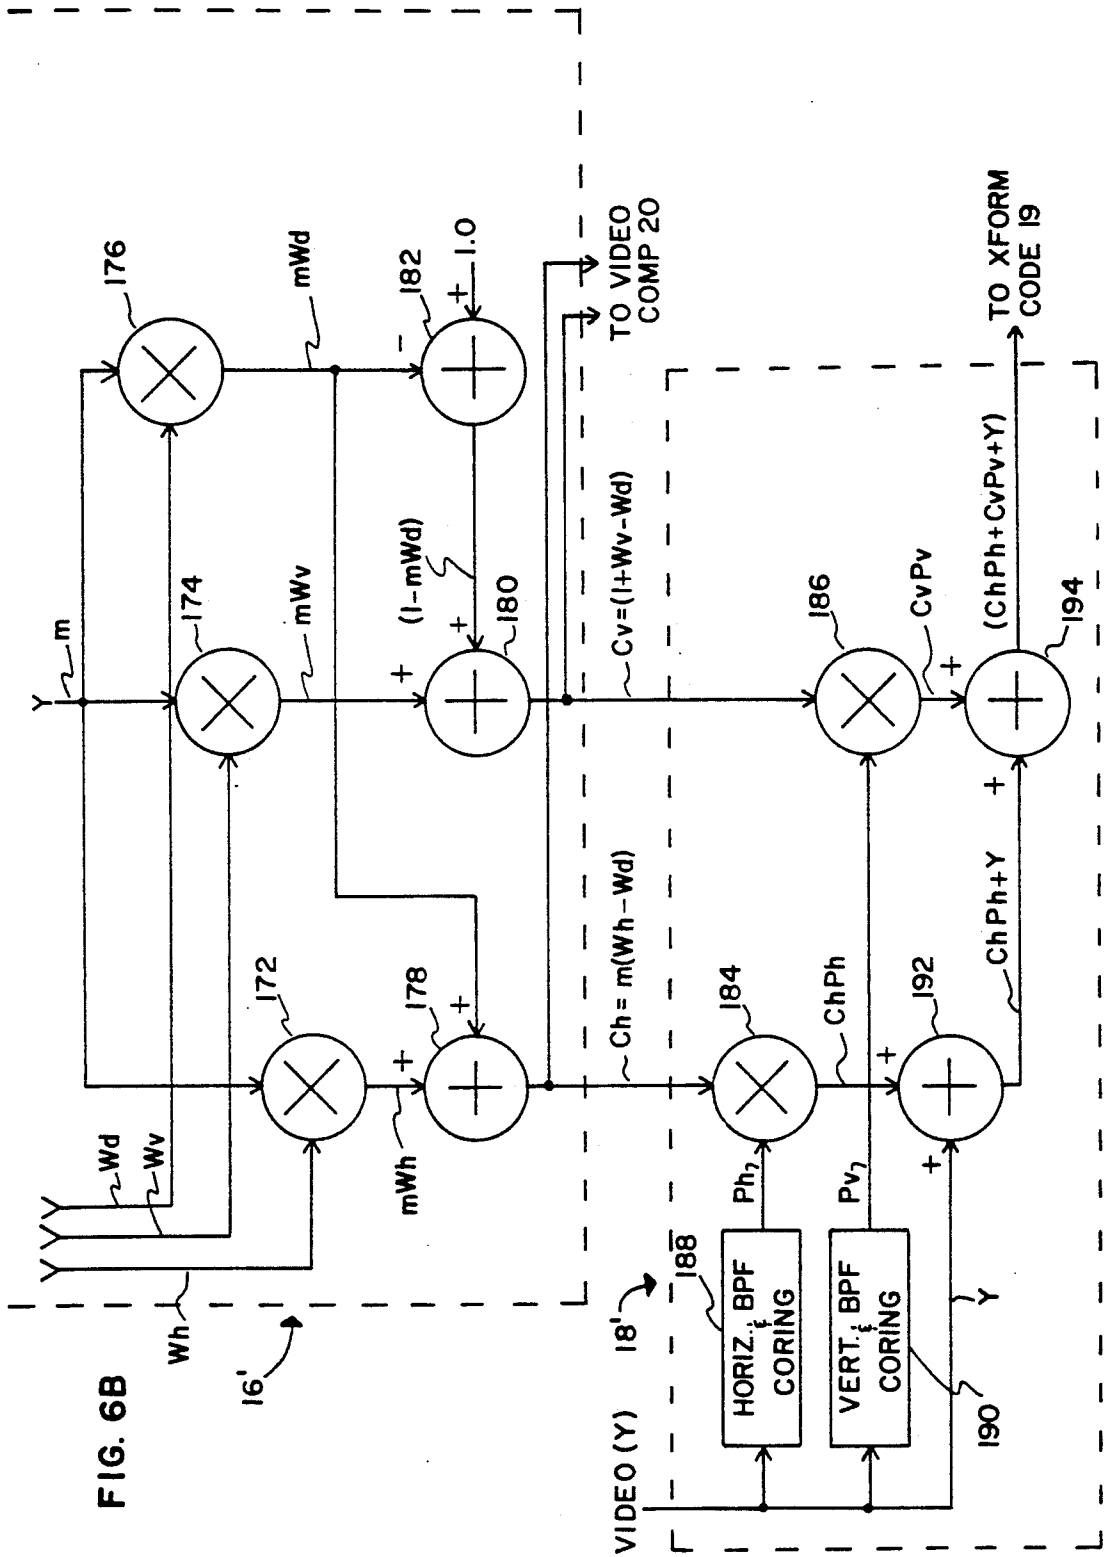 FIG. 6B
16'
Wh
Wv
Wd
m
172
174
176
mWh
mWv
mWd
178
180
182
+
+
+
+
-
+
1.0
(1-mWd)
Ch = m(Wh-Wd)
Cv=(1+Wv-Wd)
TO VIDEO
COMP 20
VIDEO (Y)
18'
188
HORIZ. BPF
&
CORING
Ph7
184
ChPh
VERT. BPF
&
CORING
190
Pv7
186
CvPv
Y
+
+
192
ChPh+Y
+
+
194
(ChPh+CvPv+Y)
TO XFORM
CODE 19